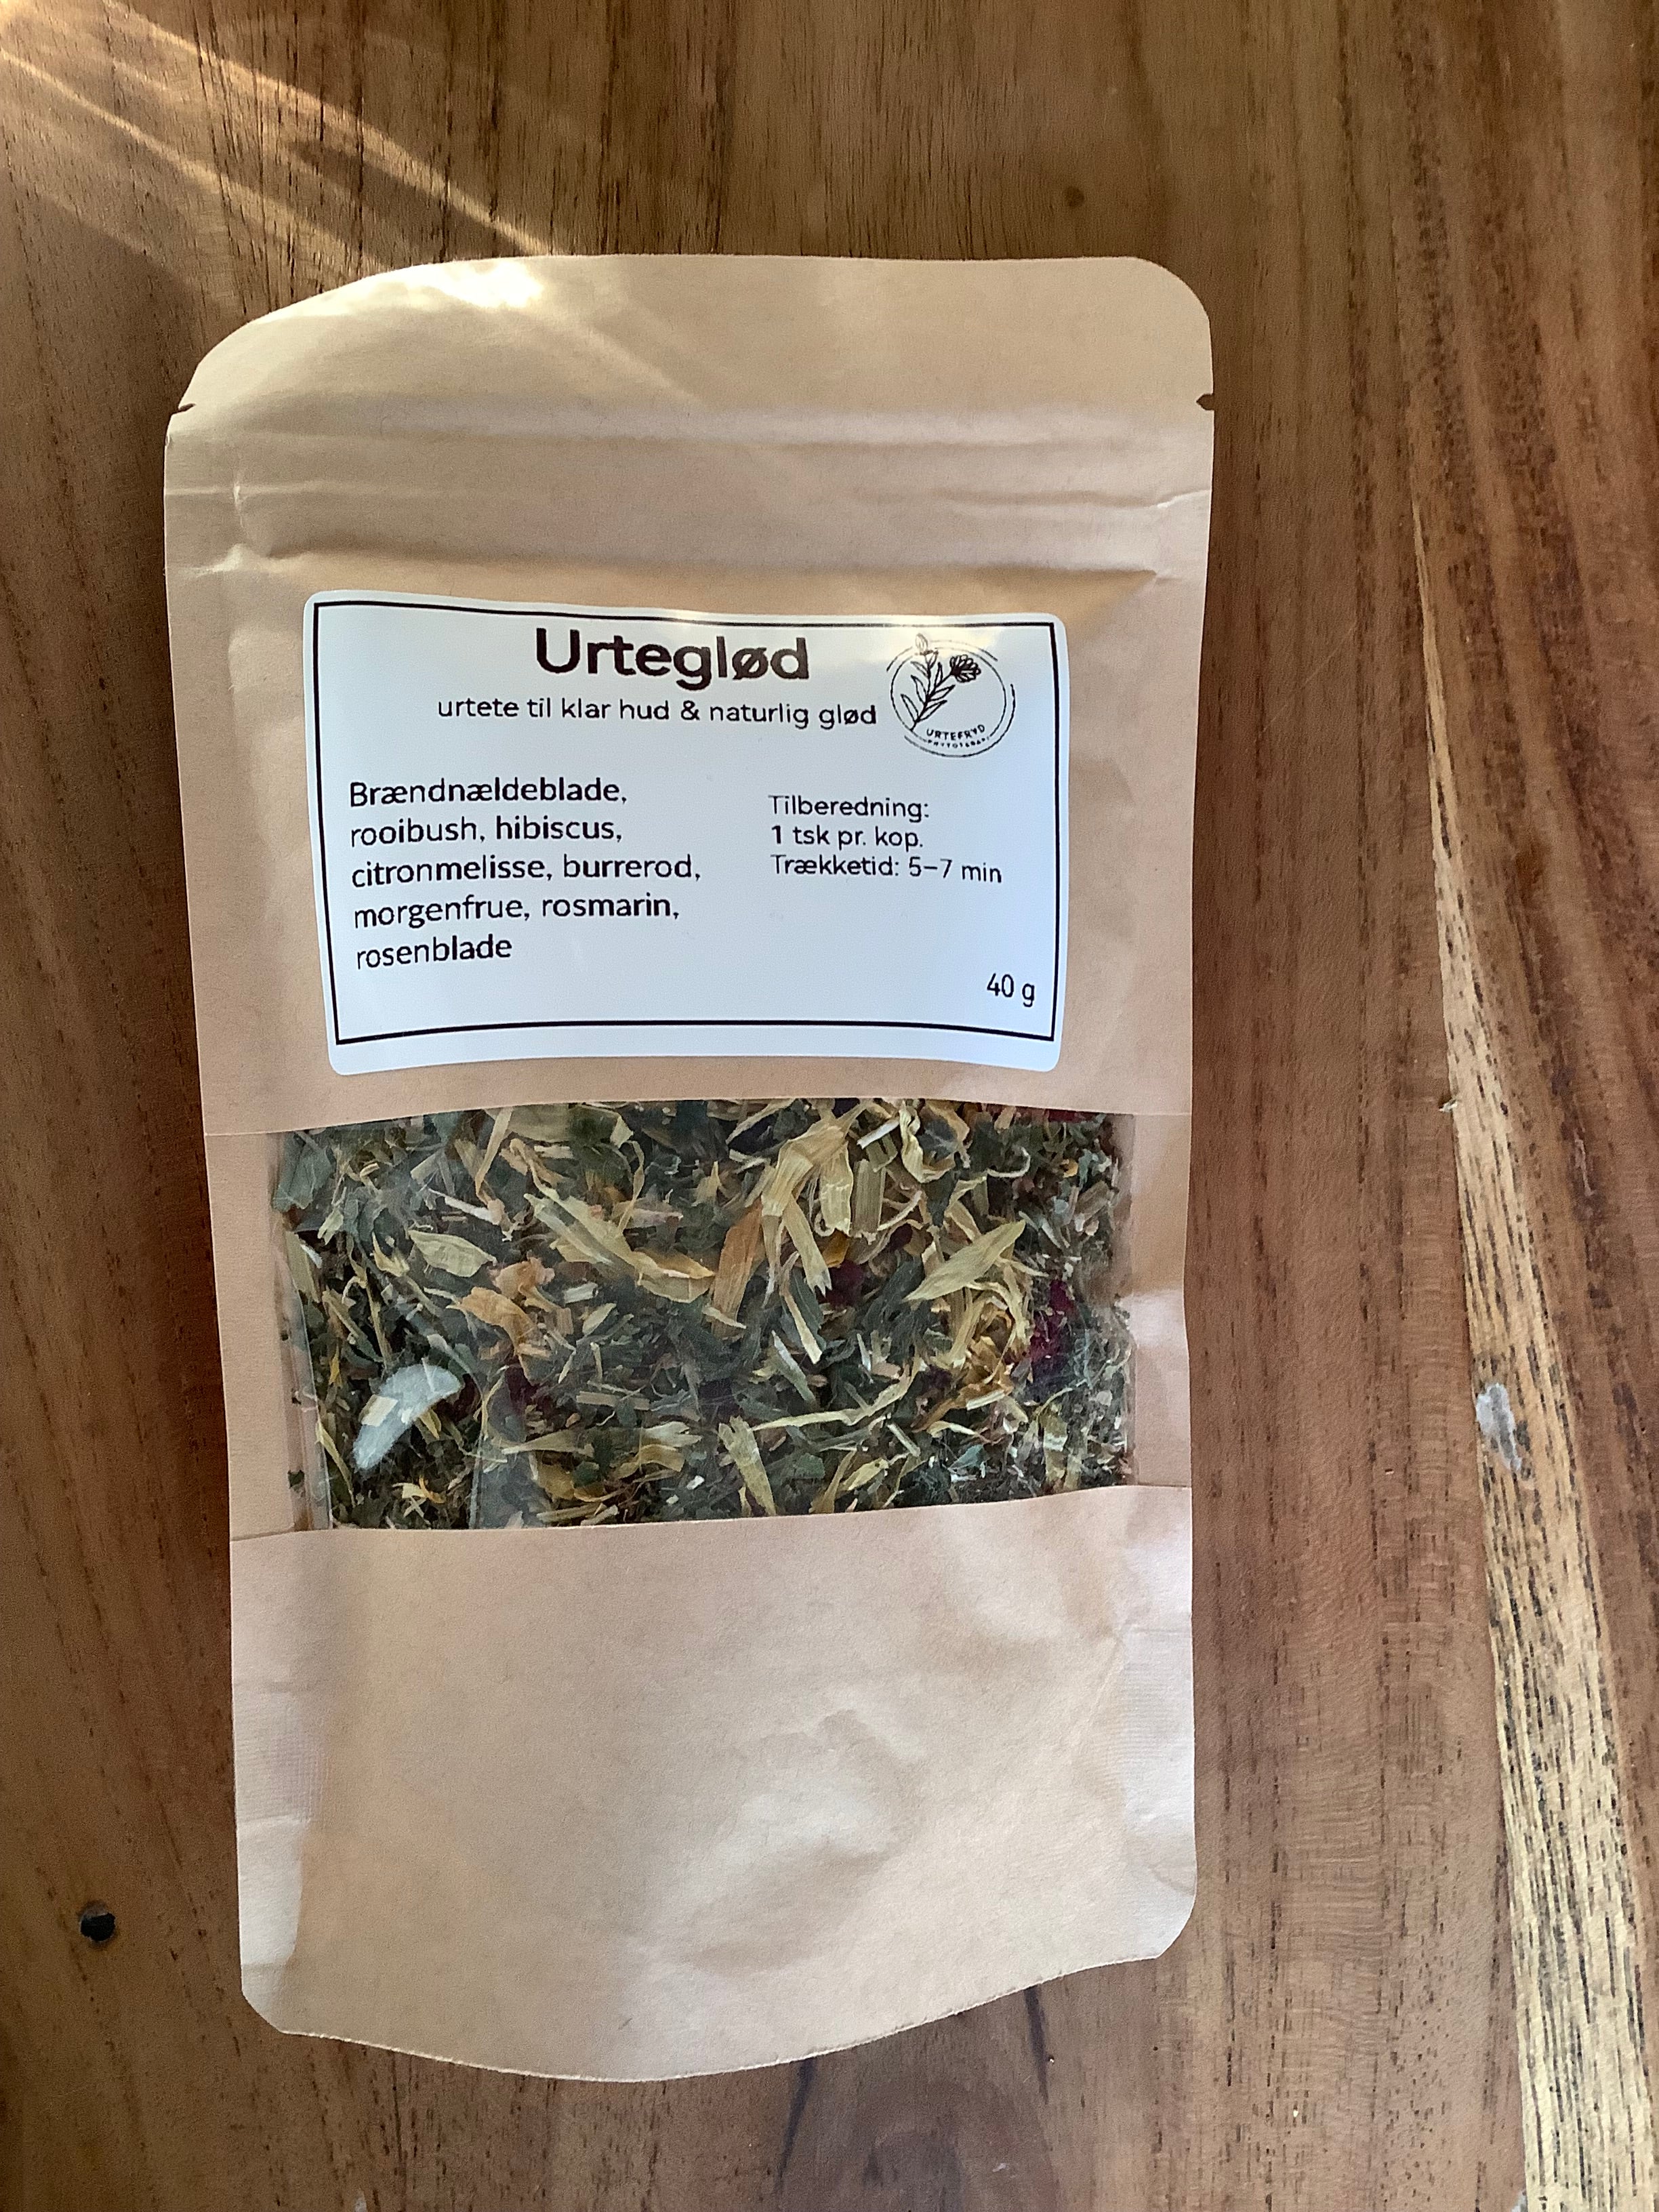 Urteglød
urtete til klar hud & naturlig glød
URTEFRYD
Brændnældeblade,
rooibush, hibiscus,
citronmelisse, burrerod,
morgenfrue, rosmarin,
rosenblade
Tilberedning:
1 tsk pr. kop.
Trækketid: 5–7 min
40 g